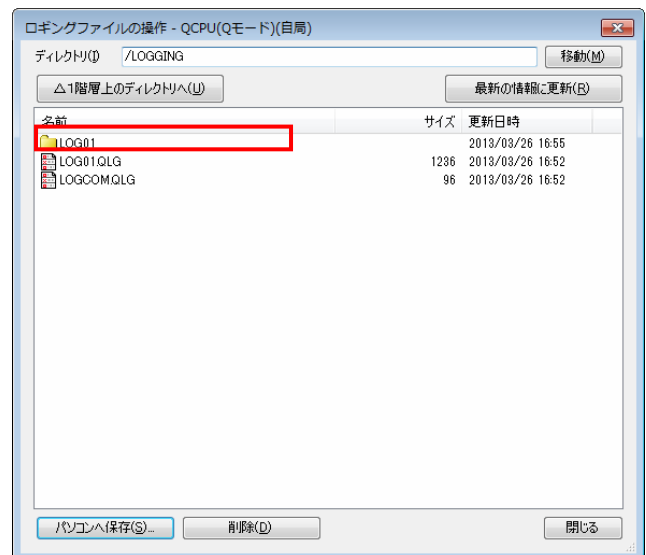 ロギングファイルの操作 - QCPU(Qモード)(自局)
ディレクトリ(I) /LOGGING 移動(M)
△1階層上のディレクトリへ(U) 最新の情報に更新(R)
名前 サイズ 更新日時
LOG01 2013/03/26 16:55
LOG01.QLG 1236 2013/03/26 16:52
LOGCOM.QLG 96 2013/03/26 16:52
パソコンへ保存(S)... 削除(D) 閉じる